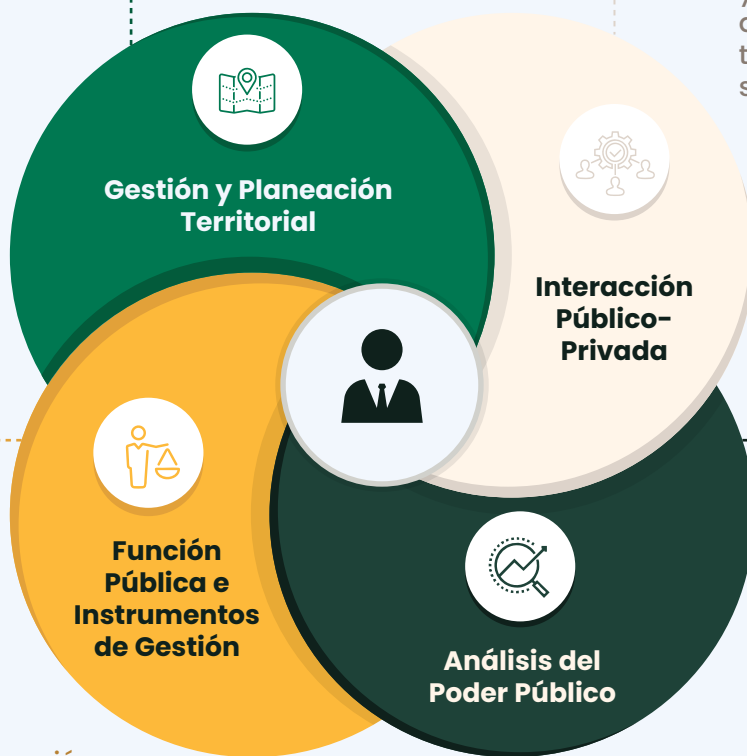 Gestión y Planeación
Territorial
Interacción
Público-
Privada
Función
Pública e
Instrumentos
de Gestión
Análisis del
Poder Público